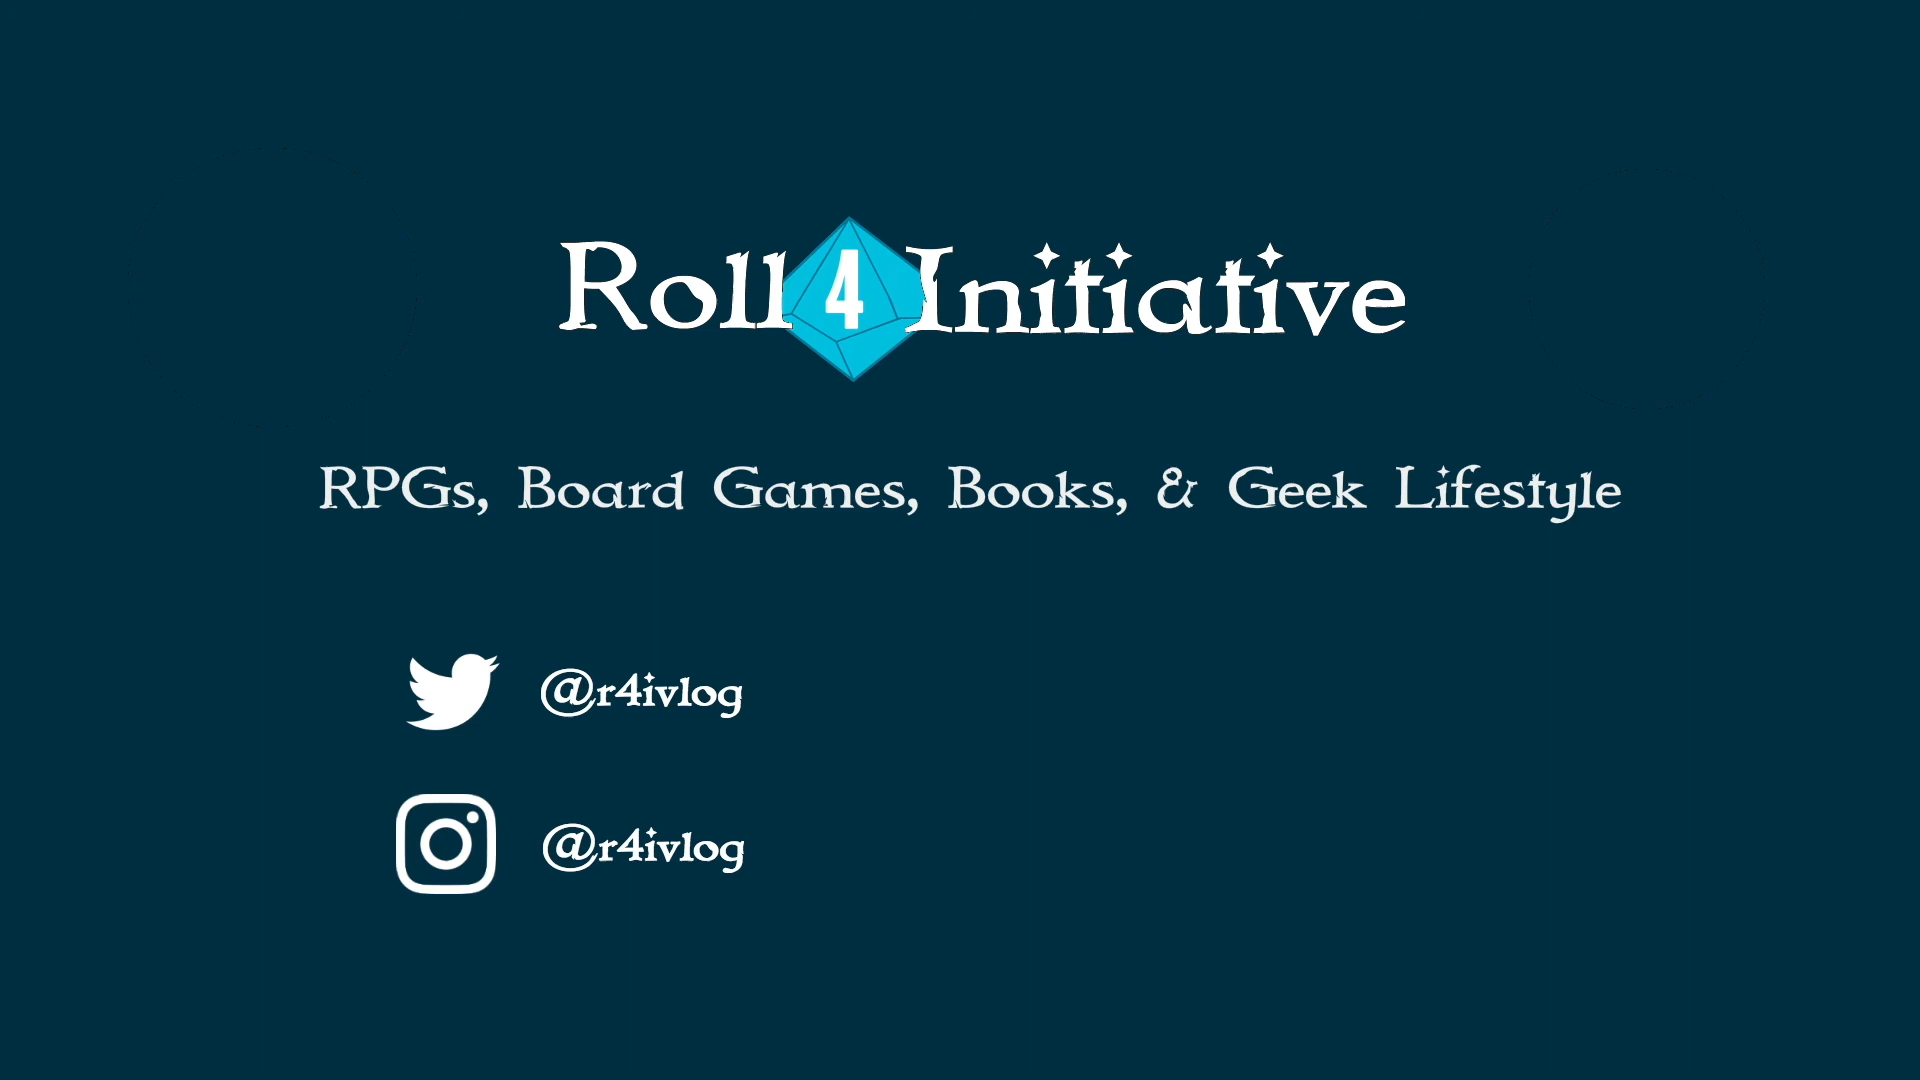 Roll 4 Initiative
RPGs, Board Games, Books, & Geek Lifestyle
@r4ivlog
@r4ivlog